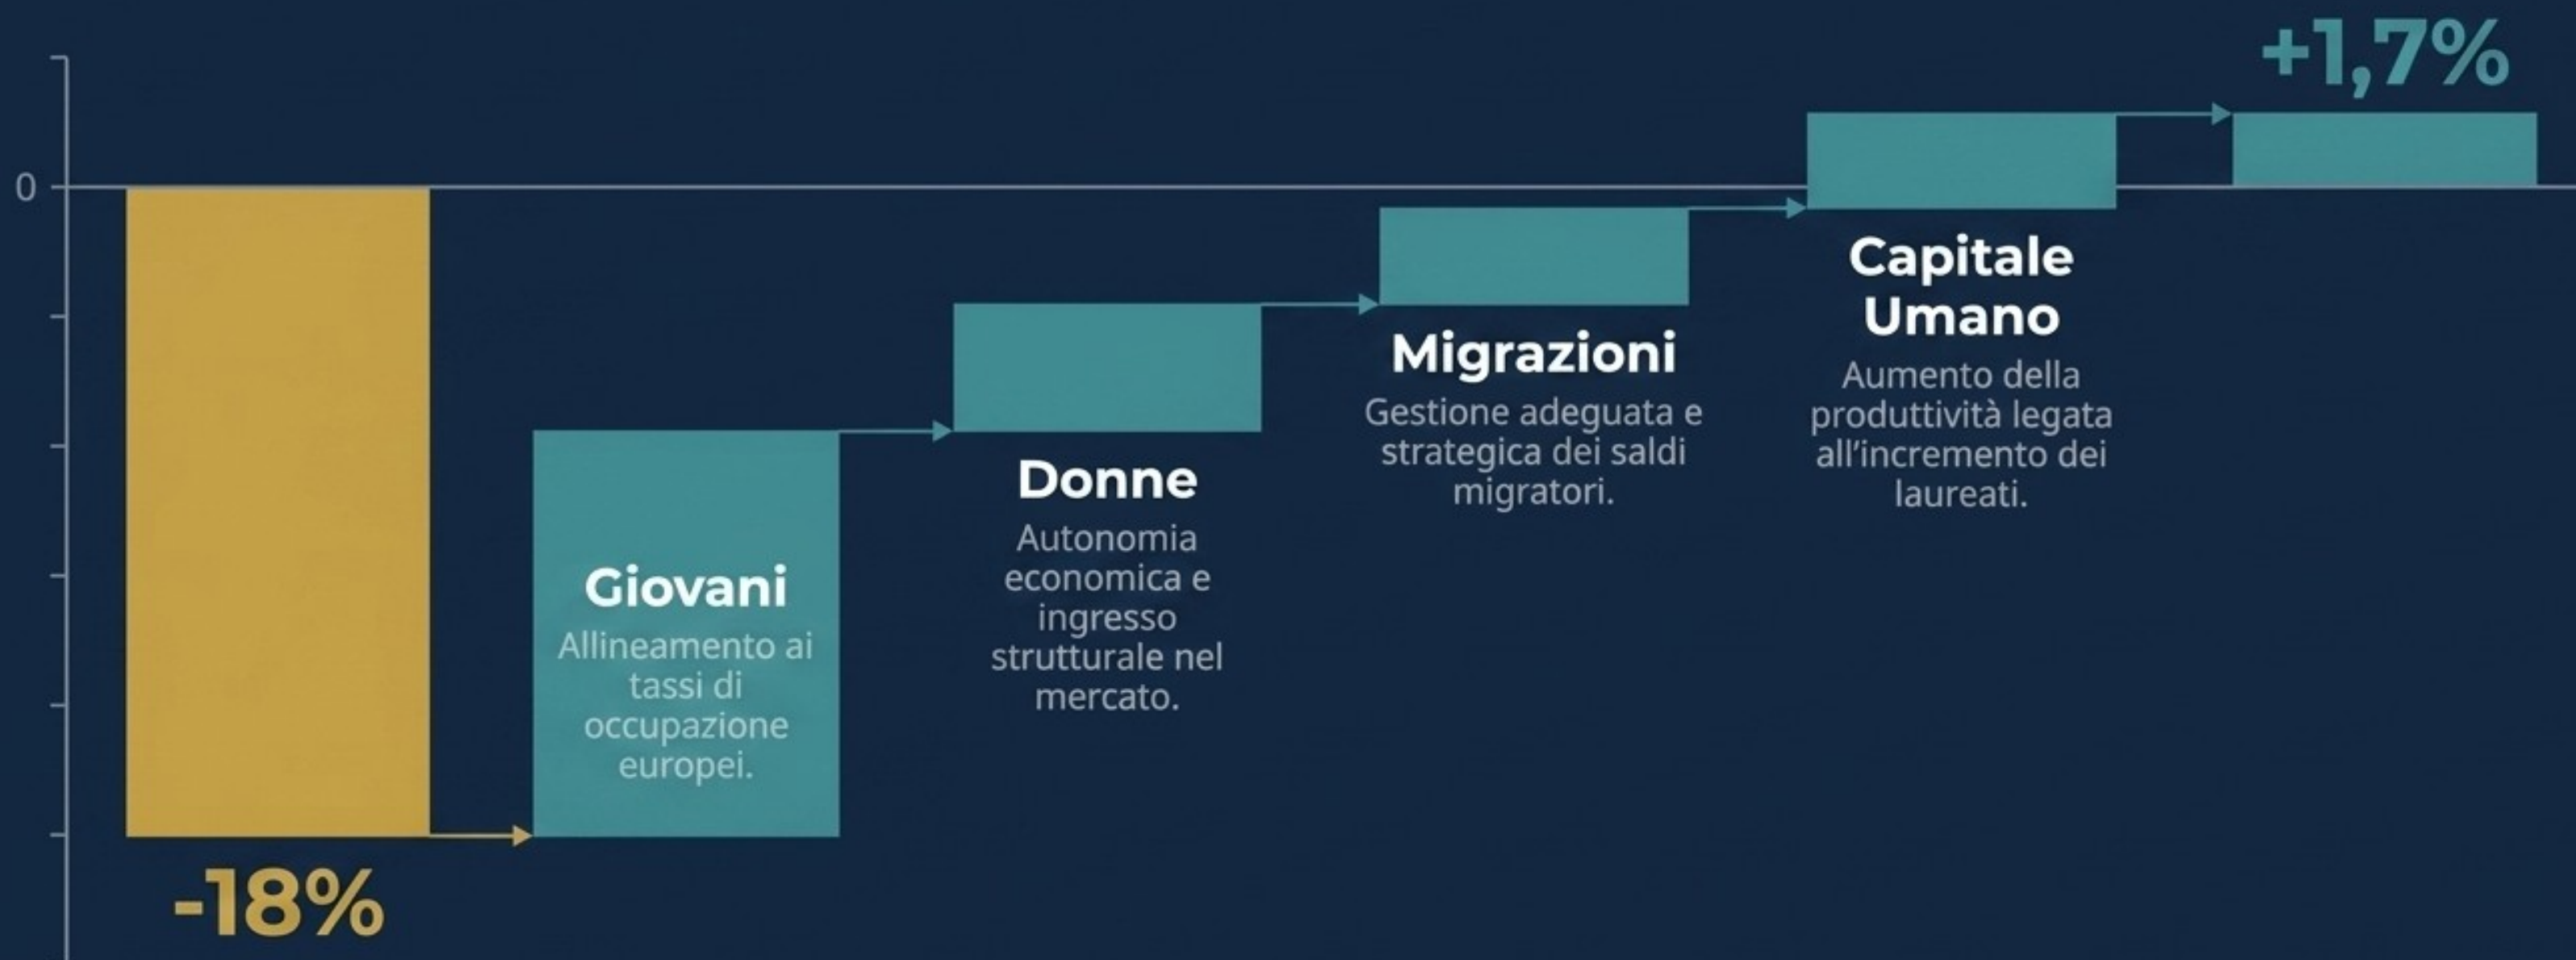 +1,7%
0
-18%
Giovani
Allineamento ai
tassi di
occupazione
europei.
Donne
Autonomia
economica e
ingresso
strutturale nel
mercato.
Migrazioni
Gestione adeguata e
strategica dei saldi
migratori.
Capitale
Umano
Aumento della
produttività legata
all’incremento dei
laureati.